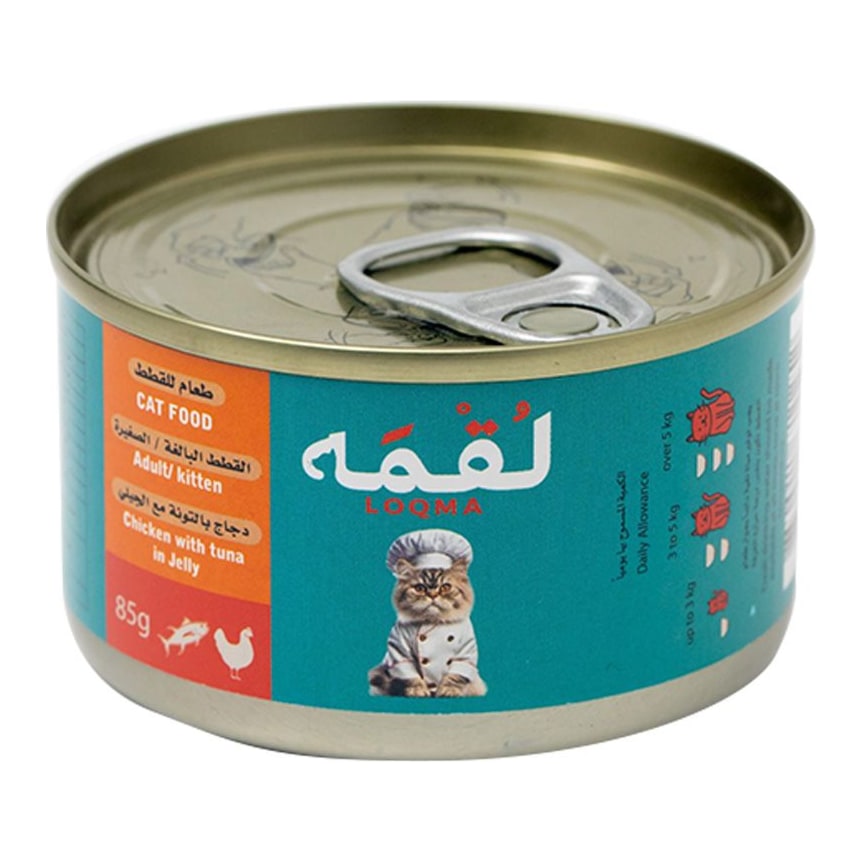 طعام للقطط
CAT FOOD
القطط البالغة / الصغيرة
Adult/ kitten
دجاج بالتونة مع الجيلي
Chicken with tuna
in Jelly
85g
لُقْمَه
LOQMA
الكمية المسموح بها يومياً
Daily Allowance
up to 3 kg
3 to 5 kg
over 5 kg